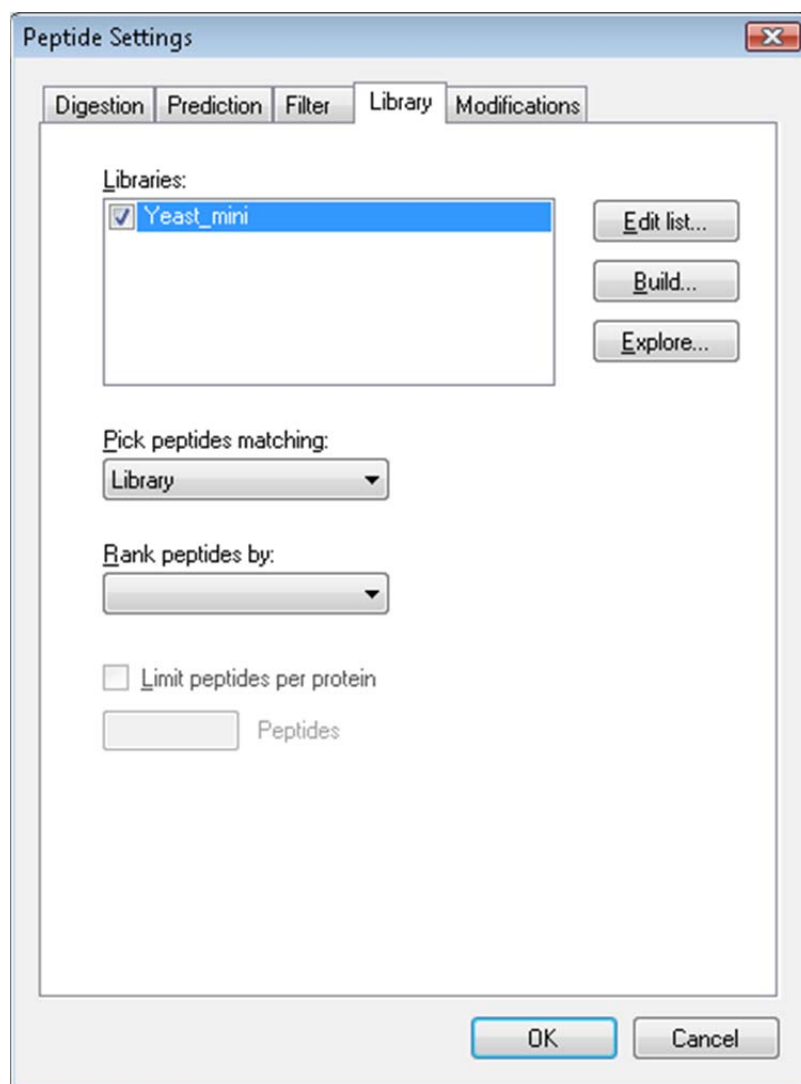 Peptide Settings
Digestion Prediction Filter Library Modifications
Libraries:
Yeast_mini
Edit list...
Build...
Explore...
Pick peptides matching:
Library
Rank peptides by:
Limit peptides per protein
Peptides
OK Cancel